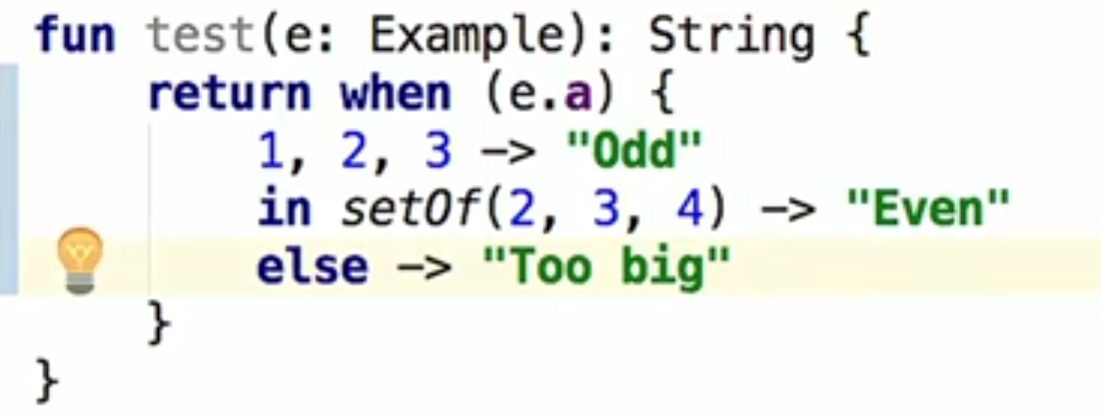 fun test(e: Example): String {
    return when (e.a) {
        1, 2, 3 -> "Odd"
        in setOf(2, 3, 4) -> "Even"
        else -> "Too big"
    }
}